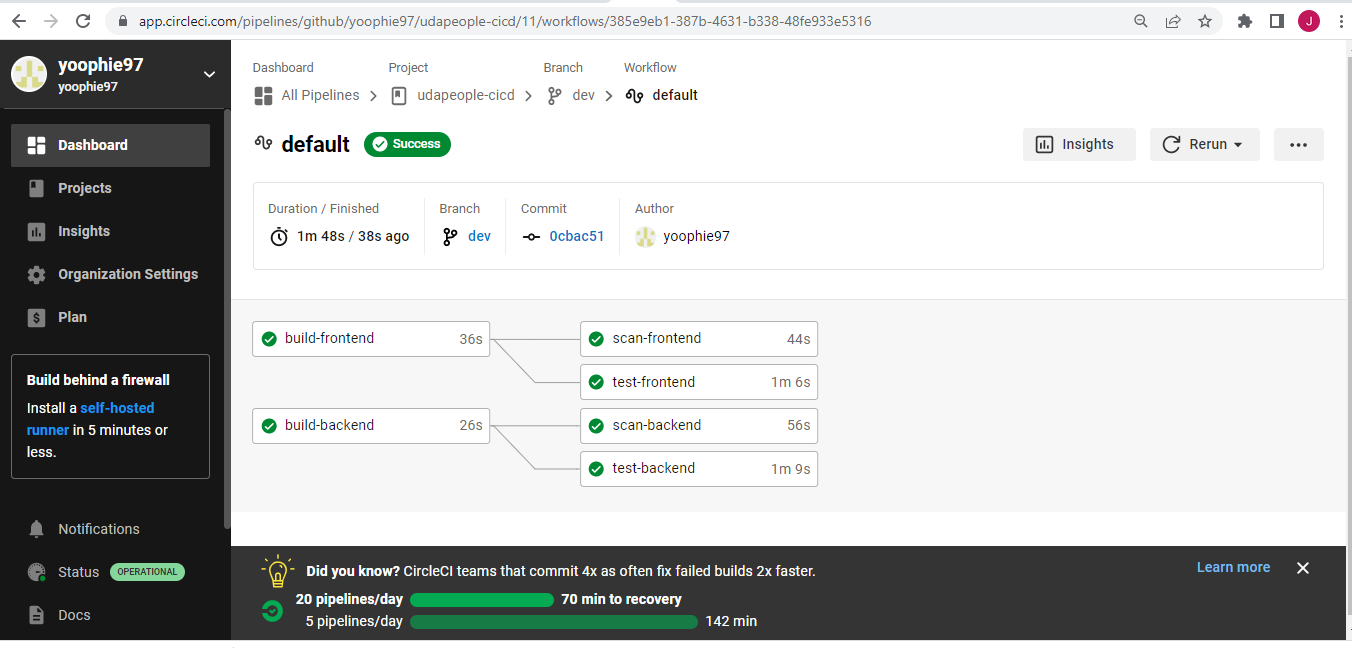 app.circleci.com/pipelines/github/yoophie97/udapeople-cicd/11/workflows/385e9eb1-387b-4631-b338-48fe933e5316
J
yoophie97
yoophie97
Dashboard
Projects
Insights
Organization Settings
$ Plan
Build behind a firewall
Install a self-hosted
runner in 5 minutes or
less.
Notifications
Status OPERATIONAL
Docs
Dashboard Project Branch Workflow
All Pipelines udapeople-cicd dev default
default Success Insights Rerun
Duration / Finished Branch Commit Author
1m 48s / 38s ago dev 0cbac51 yoophie97
build-frontend 36s scan-frontend 44s
test-frontend 1m 6s
build-backend 26s scan-backend 56s
test-backend 1m 9s
Did you know? CircleCI teams that commit 4x as often fix failed builds 2x faster. Learn more
20 pipelines/day 70 min to recovery
5 pipelines/day 142 min